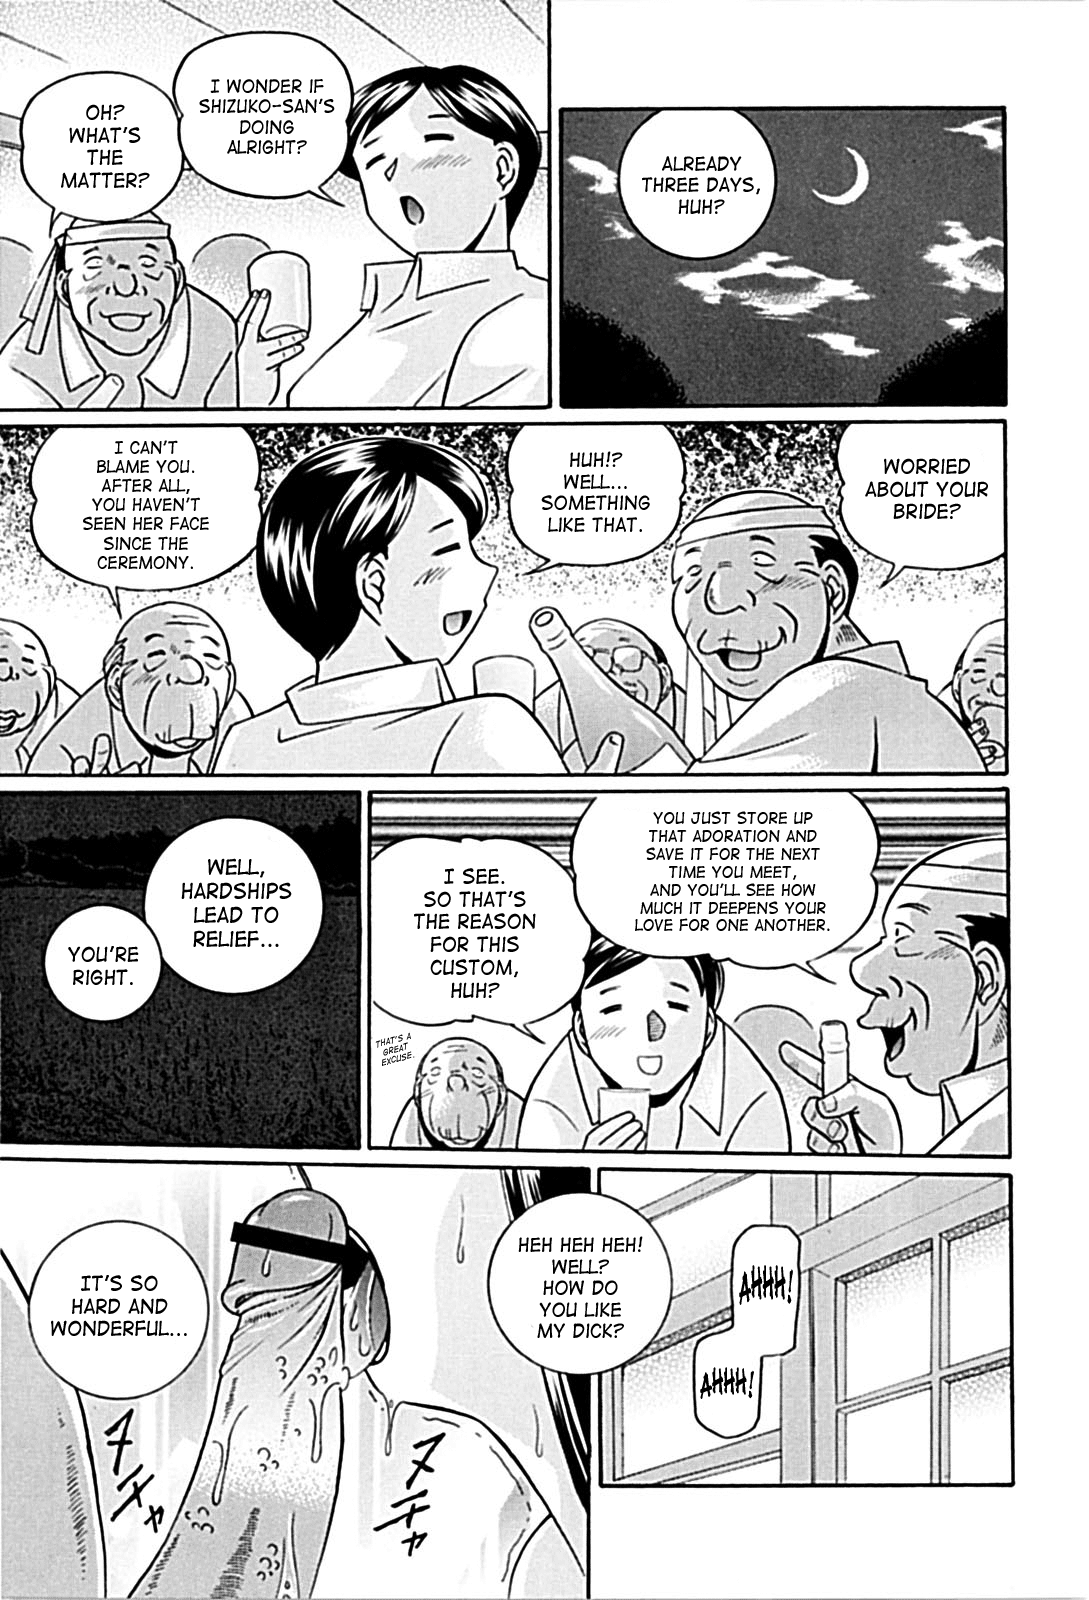 ALREADY
THREE DAYS,
HUH?
I WONDER IF
SHIZUKO-SAN'S
DOING
ALRIGHT?
OH?
WHAT'S
THE
MATTER?
WORRIED
ABOUT YOUR
BRIDE?
HUH!?
WELL...
SOMETHING
LIKE THAT.
I CAN'T
BLAME YOU.
AFTER ALL,
YOU HAVEN'T
SEEN HER FACE
SINCE THE
CEREMONY.
YOU JUST STORE UP
THAT ADORATION AND
SAVE IT FOR THE NEXT
TIME YOU MEET,
AND YOU'LL SEE HOW
MUCH IT DEEPENS YOUR
LOVE FOR ONE ANOTHER.
I SEE.
SO THAT'S
THE REASON
FOR THIS
CUSTOM,
HUH?
THAT'S A
GREAT
EXCUSE.
WELL,
HARDSHIPS
LEAD TO
RELIEF...
YOU'RE
RIGHT.
AHHH!
AHHH!
HEH HEH HEH!
WELL?
HOW DO
YOU LIKE
MY DICK?
IT'S SO
HARD AND
WONDERFUL...
ヌチャ
ヌチャ